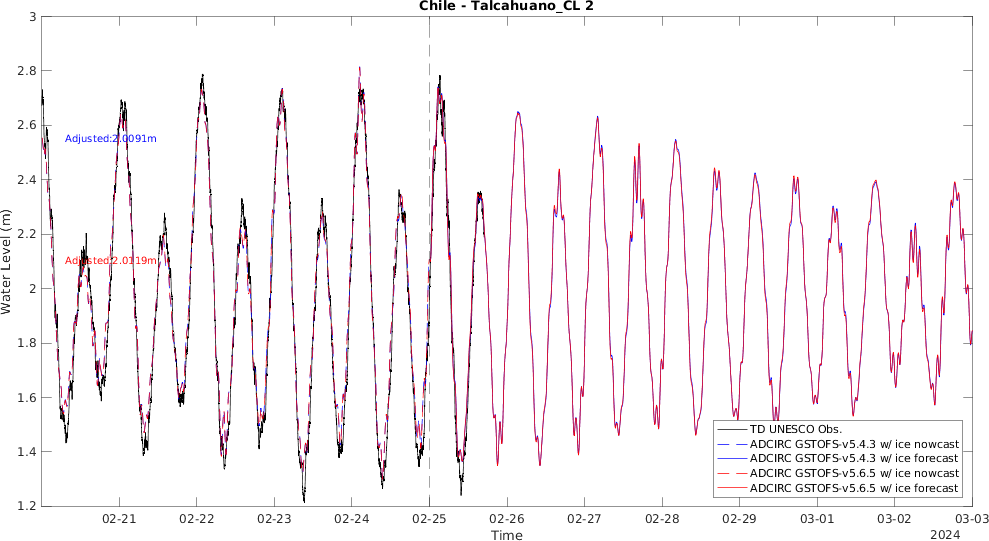 Chile - Talcahuano_CL 2
3
2.8
2.6
2.4
2.2
2
1.8
1.6
1.4
1.2
Water Level (m)
Adjusted:2.0091m
Adjusted:2.0119m
TD UNESCO Obs.
ADCIRC GSTOFS-v5.4.3 w/ ice nowcast
ADCIRC GSTOFS-v5.4.3 w/ ice forecast
ADCIRC GSTOFS-v5.6.5 w/ ice nowcast
ADCIRC GSTOFS-v5.6.5 w/ ice forecast
02-21 02-22 02-23 02-24 02-25 02-26 02-27 02-28 02-29 03-01 03-02 03-03
Time
2024